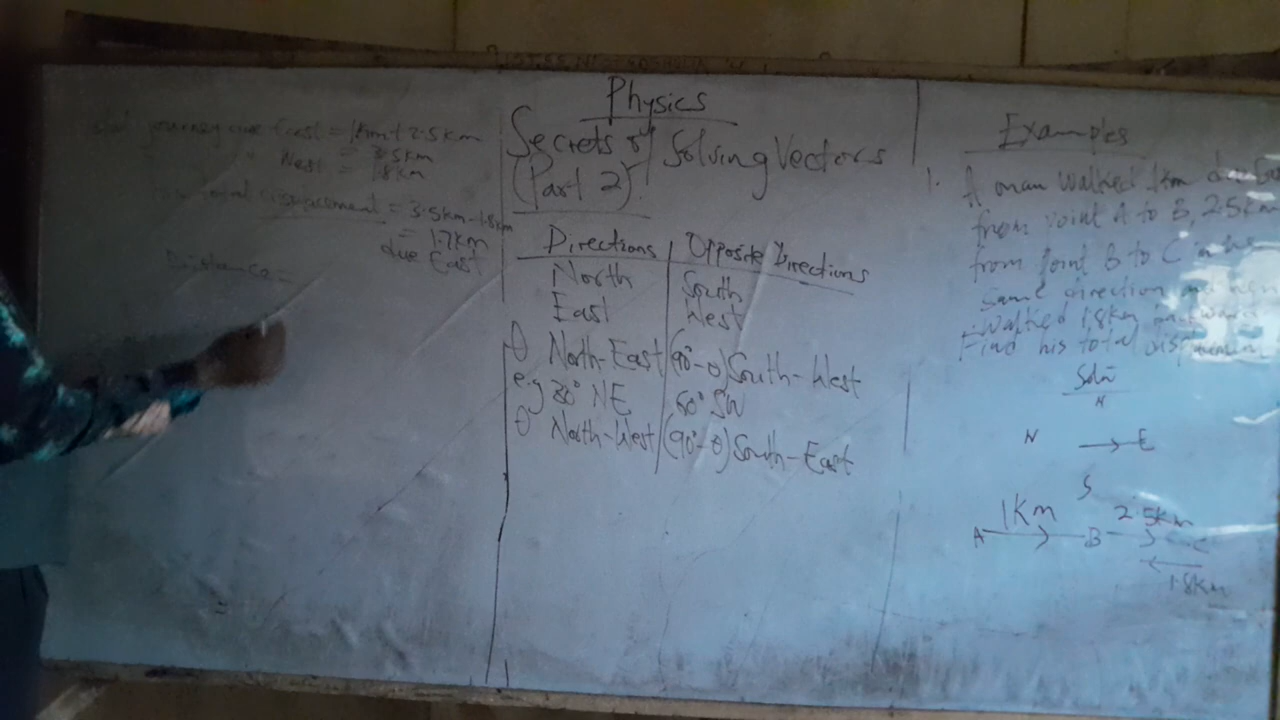 Physics
Secrets of Solving Vectors
(Part 2)
Directions Opposite Directions
North South
East West
θ North-East (90°-θ) South-West
e.g 30° NE 60° SW
θ North-West (90°-θ) South-East
journey due East = 1km + 2.5km
= 3.5km
West = 1.8km
total displacement = 3.5km-1.8km
= 1.7km
due East
Distance =
Examples
1. A man walked 1km due
from point A to B, 2.5km
from point B to C in
same direction
walked 1.8km
Find his total displacement
Soln
N
E
S
1km 2.5km
A B C
1.8km